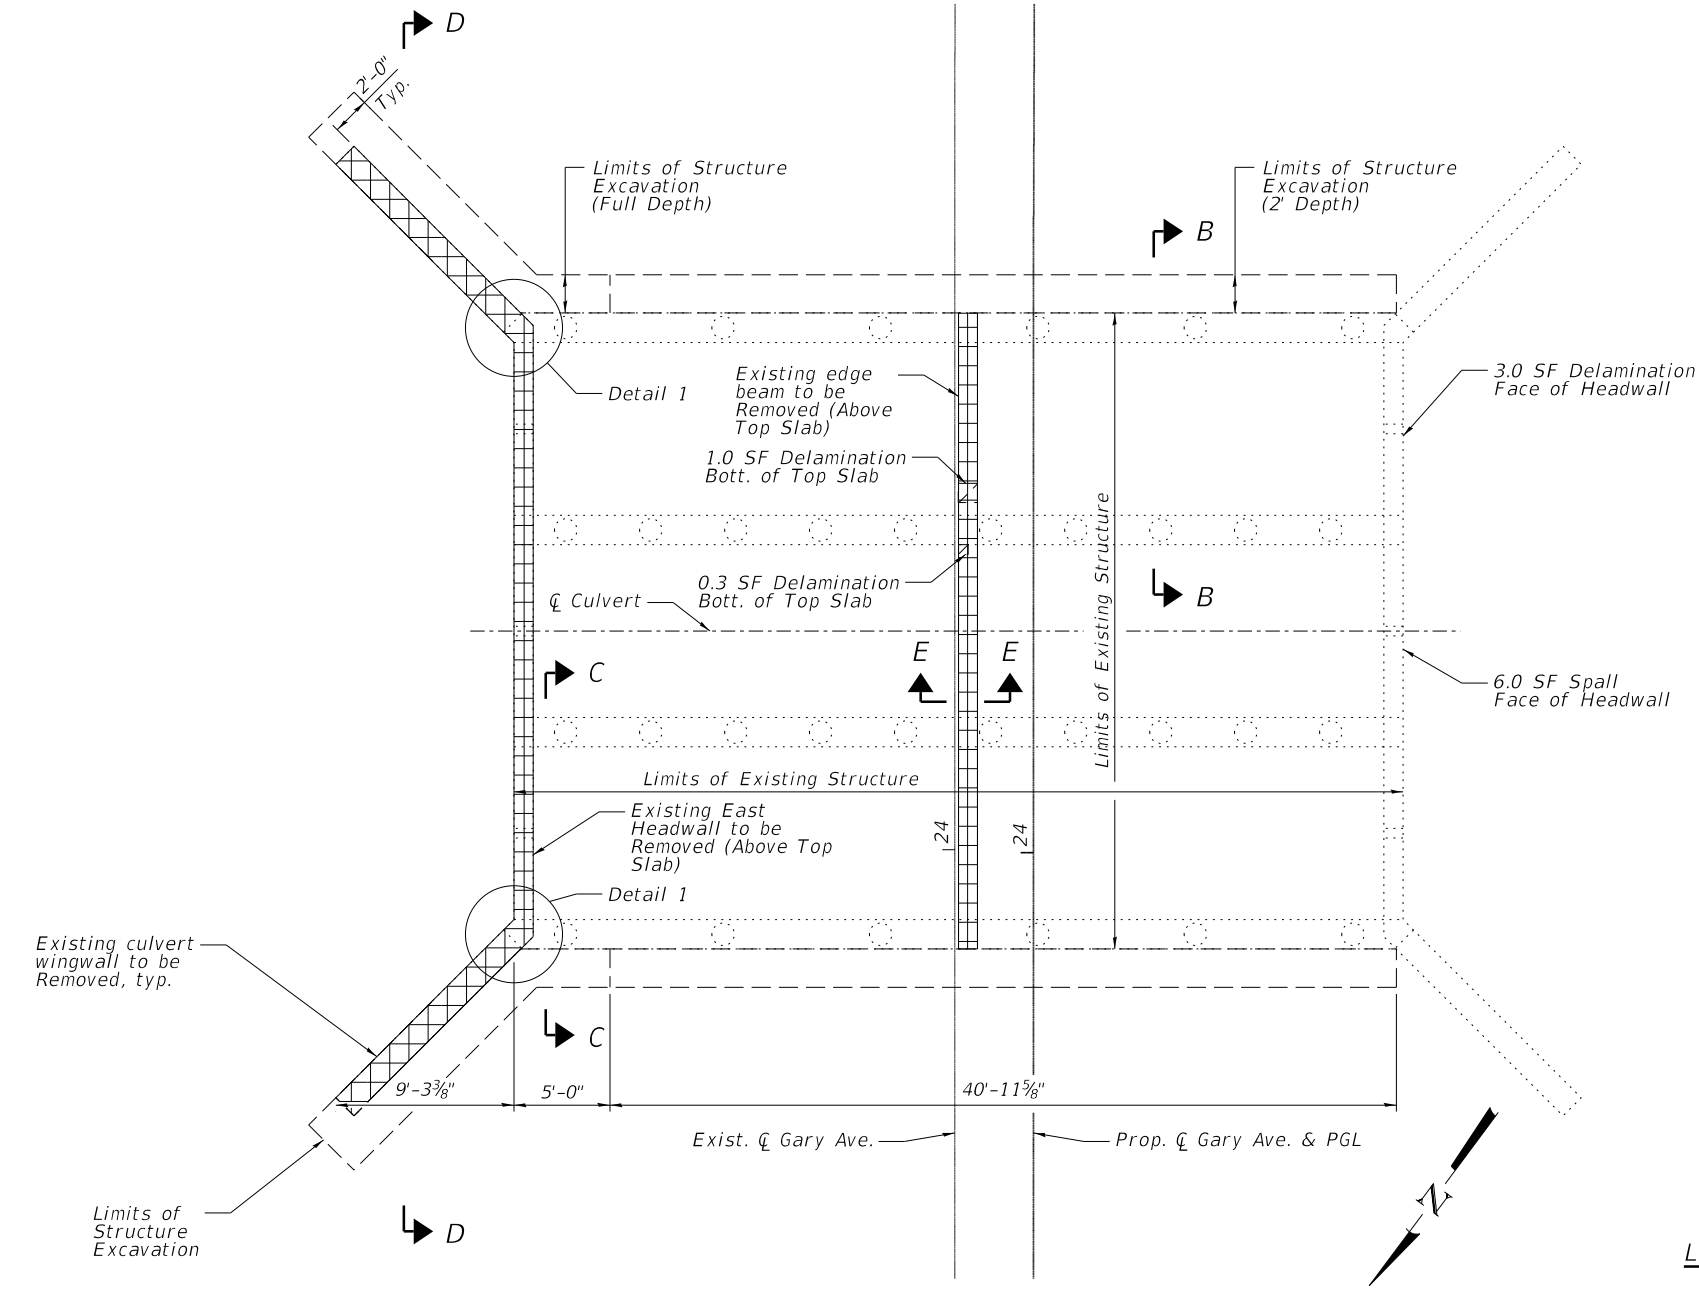 D
2'-0"
Typ.
Limits of Structure
Excavation
(Full Depth)
Limits of Structure
Excavation
(2' Depth)
B
Existing edge
beam to be
Removed (Above
Top Slab)
Detail 1
3.0 SF Delamination
Face of Headwall
1.0 SF Delamination
Bott. of Top Slab
0.3 SF Delamination
Bott. of Top Slab
℄ Culvert
Limits of Existing Structure
B
E
E
C
6.0 SF Spall
Face of Headwall
Limits of Existing Structure
Existing East
Headwall to be
Removed (Above Top
Slab)
24
24
Detail 1
Existing culvert
wingwall to be
Removed, typ.
C
9'-3⅜"
5'-0"
40'-11⅝"
Exist. ℄ Gary Ave.
Prop. ℄ Gary Ave. & PGL
Limits of
Structure
Excavation
D
N
L